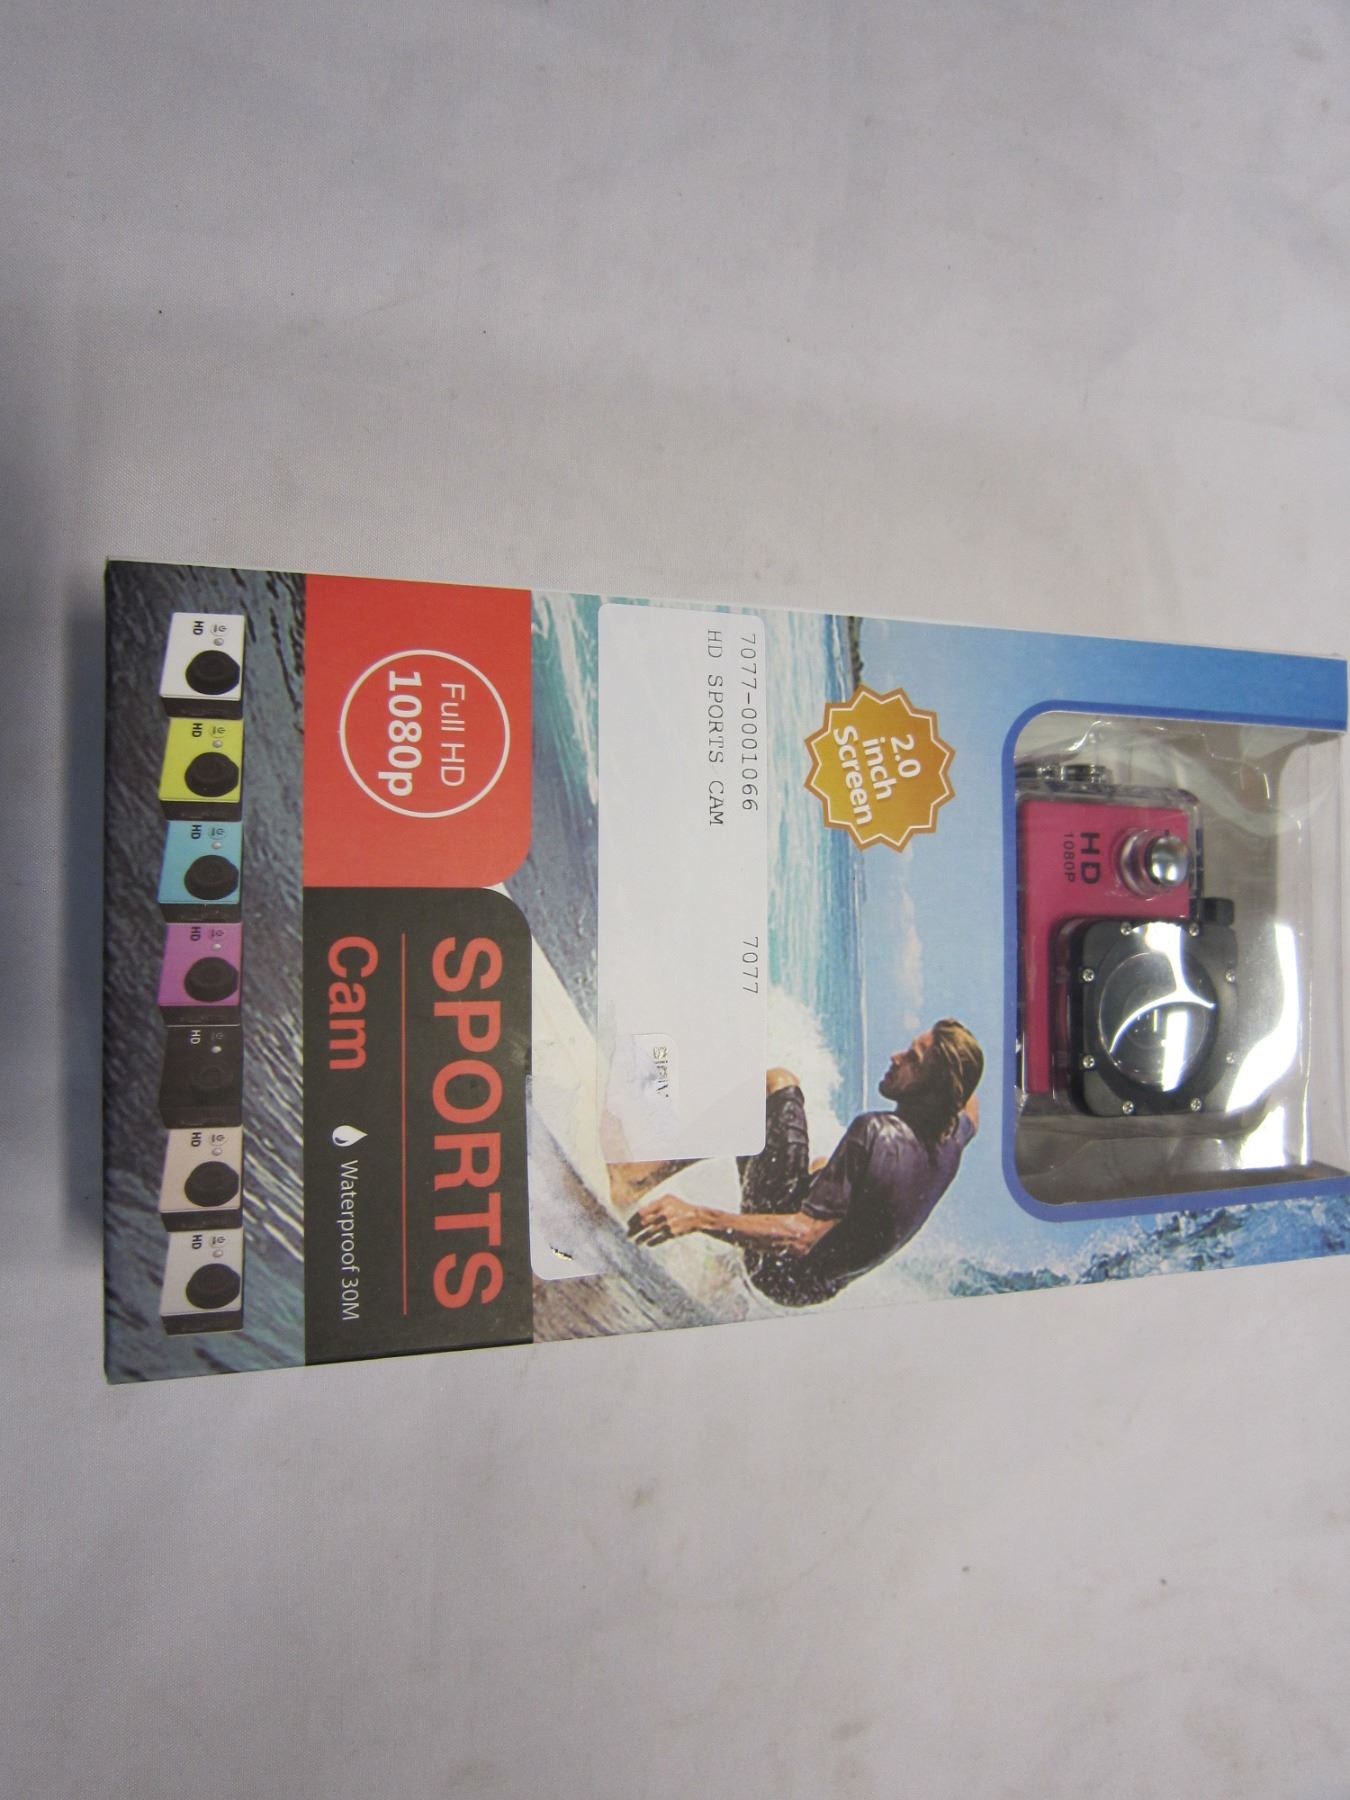 HD
1080P
2.0
inch
Screen
7077-0001066 7077
HD SPORTS CAM
Full HD
1080p
SPORTS
Cam
Waterproof 30M
HD
HD
HD
HD
HD
HD
HD